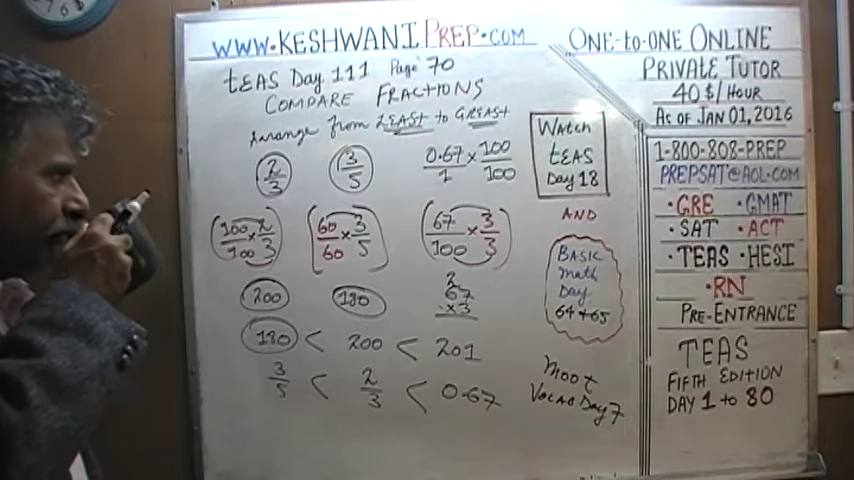 WWW.KESHWANIPREP.COM
tEAS Day 111 Page 70
COMPARE FRACTIONS
Arrange from LEAST to GREAST
2/3 3/5 0.67/1 × 100/100
(100/100 × 2/3) (60/60 × 3/5) (67/100 × 3/3)
2
200 180 67
×3
180 < 200 < 201
3/5 < 2/3 < 0.67
Watch
tEAS
Day 18
AND
BASIC
math
Day
64+65
moot
VOCAB Day 7
ONE-to-ONE ONLINE
PRIVATE TUTOR
40$/HOUR
AS OF JAN 01, 2016
1-800-808-PREP
PREPSAT@AOL.COM
•GRE •GMAT
•SAT •ACT
•TEAS •HESI
•RN
PRE-ENTRANCE
TEAS
FIFTH EDITION
DAY 1 to 80